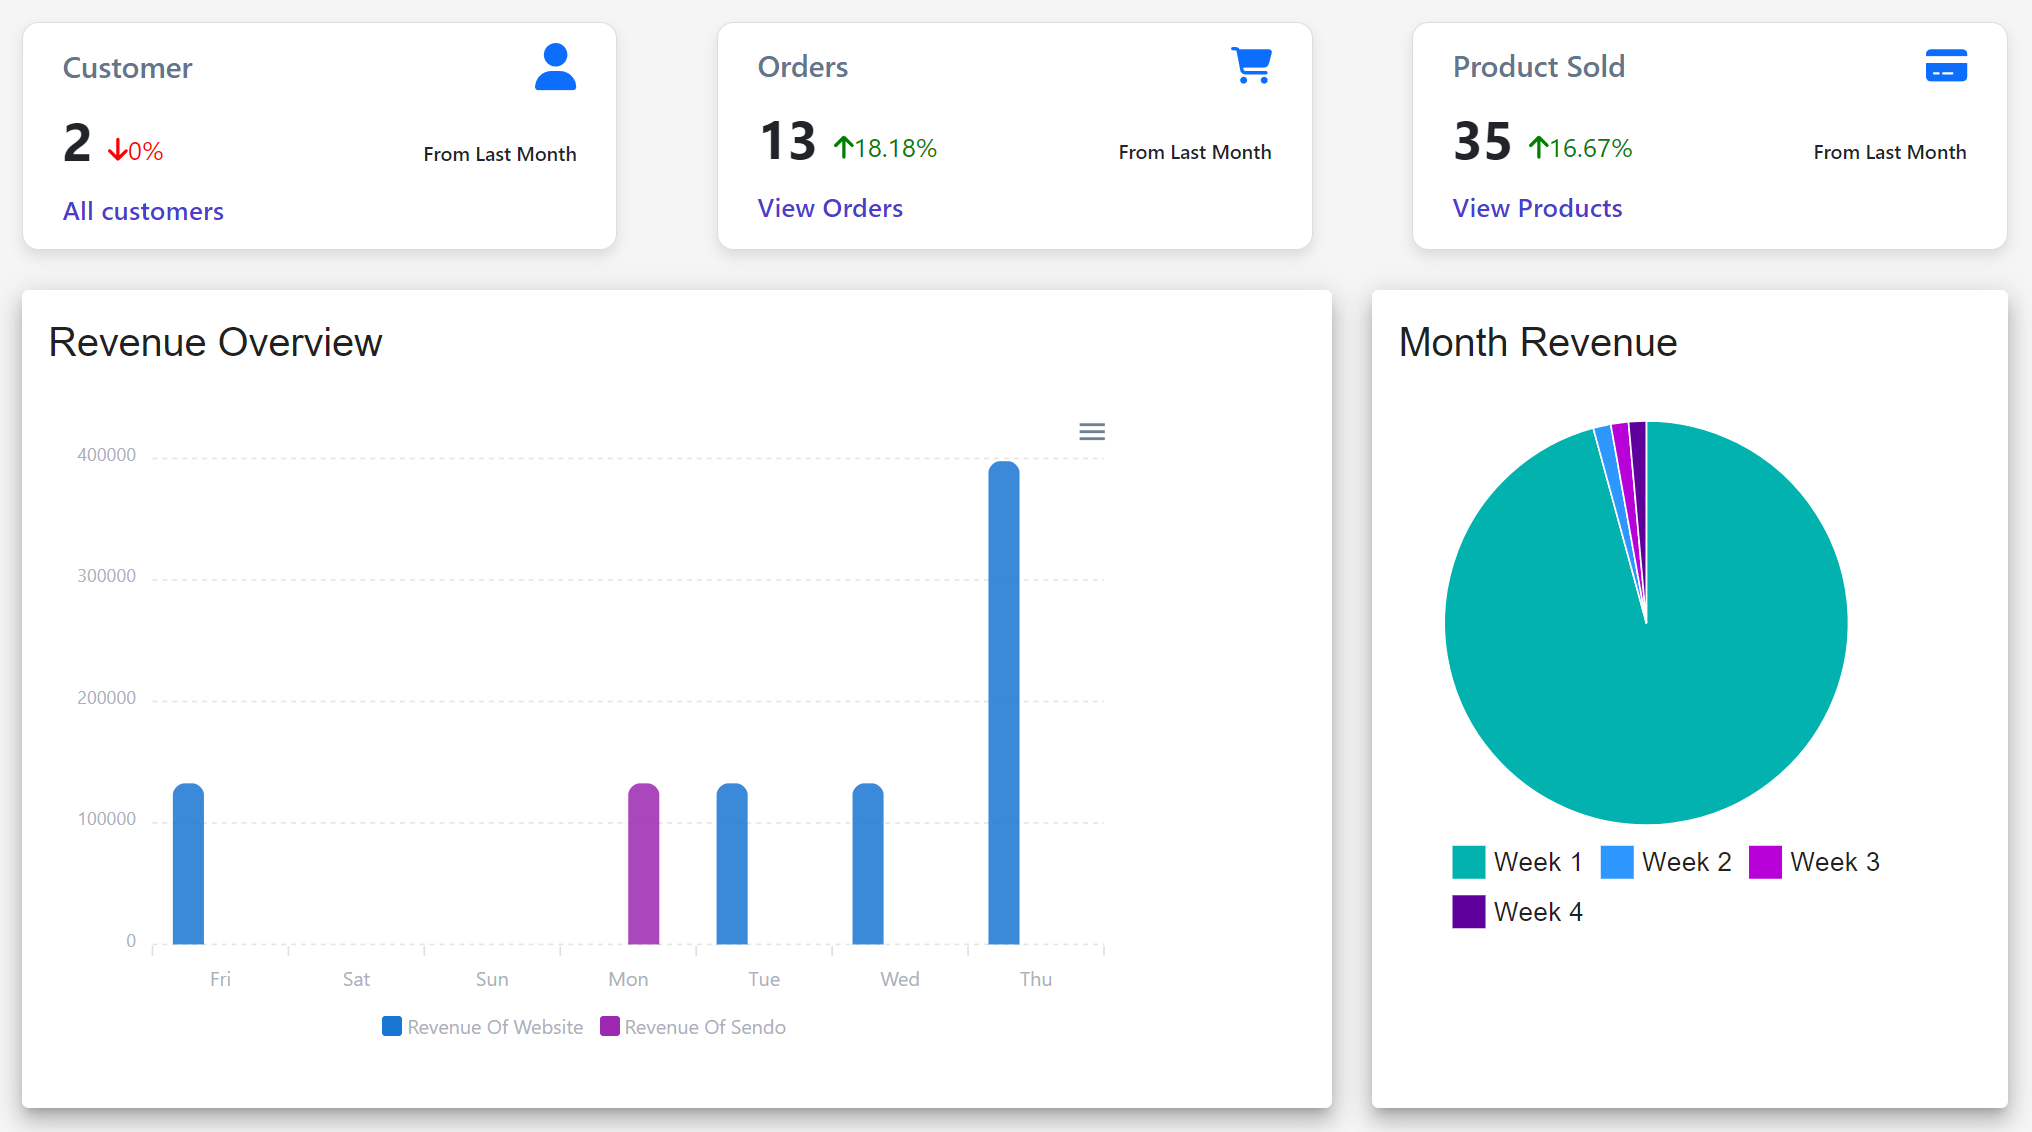 Customer
2 0%
From Last Month
All customers
Orders
13 18.18%
From Last Month
View Orders
Product Sold
35 16.67%
From Last Month
View Products
Revenue Overview
400000
300000
200000
100000
0
Fri Sat Sun Mon Tue Wed Thu
Revenue Of Website Revenue Of Sendo
Month Revenue
Week 1 Week 2 Week 3
Week 4